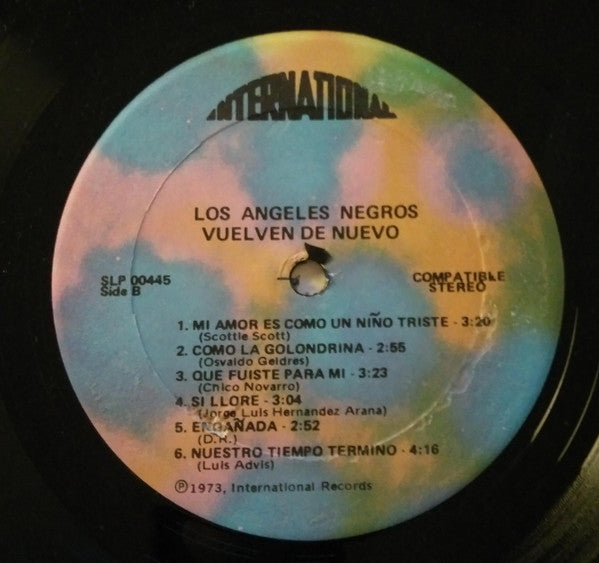 INTERNATIONAL
LOS ANGELES NEGROS
VUELVEN DE NUEVO
SLP 00445
Side B
COMPATIBLE
STEREO
1. MI AMOR ES COMO UN NIÑO TRISTE - 3:20
(Scottie Scott)
2. COMO LA GOLONDRINA - 2:55
(Osvaldo Geldres)
3. QUE FUISTE PARA MI - 3:23
(Chico Novarro)
4. SI LLORE - 3:04
(Jorge Luis Hernandez Arana)
5. ENGAÑADA - 2:52
(D.R.)
6. NUESTRO TIEMPO TERMINO - 4:16
(Luis Advis)
℗1973, International Records